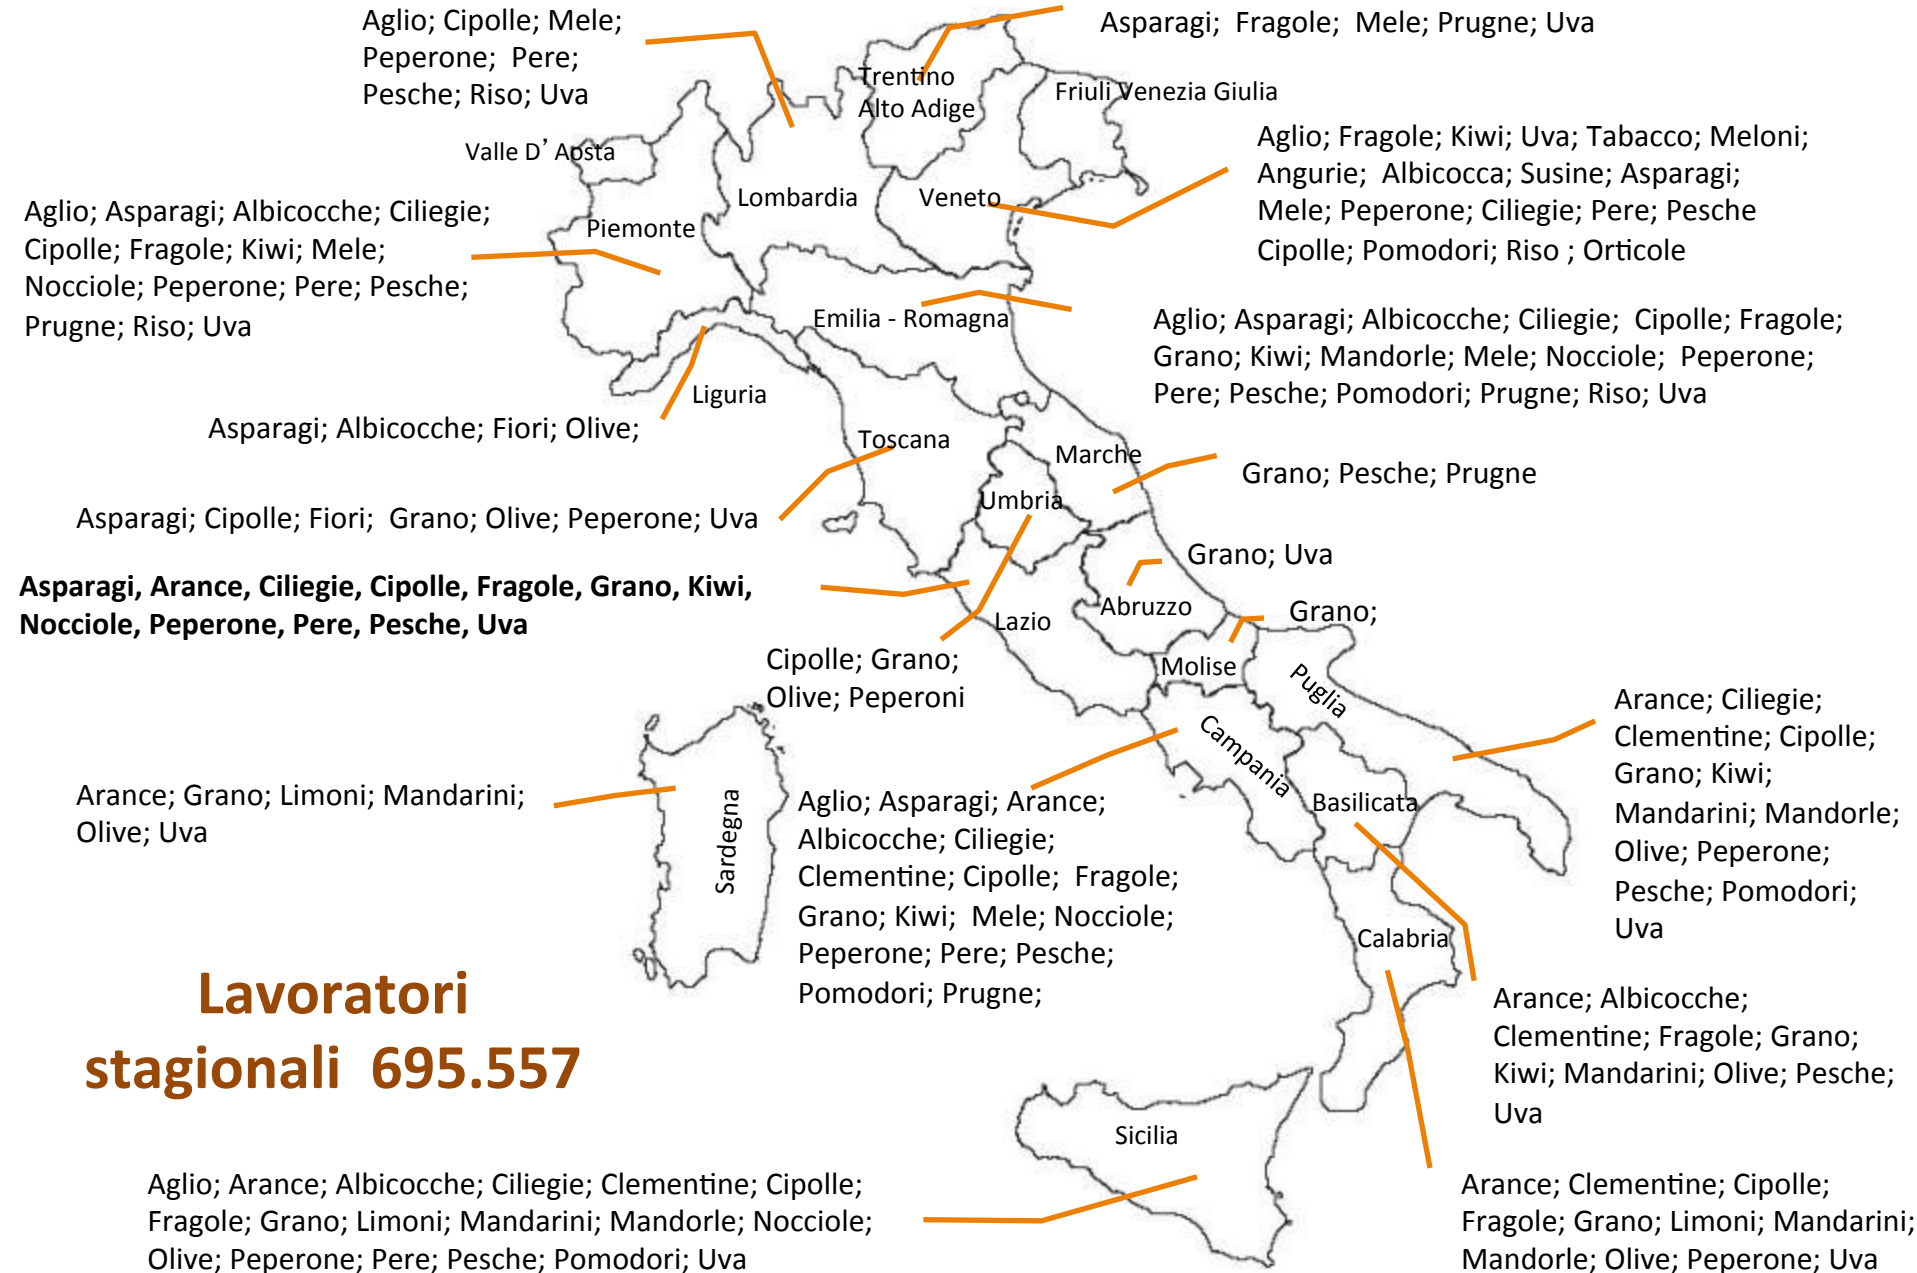 Aglio; Cipolle; Mele;
Peperone; Pere;
Pesche; Riso; Uva
Asparagi; Fragole; Mele; Prugne; Uva
Trentino
Alto Adige
Friuli Venezia Giulia
Valle D’ Aosta
Aglio; Fragole; Kiwi; Uva; Tabacco; Meloni;
Angurie; Albicocca; Susine; Asparagi;
Mele; Peperone; Ciliegie; Pere; Pesche
Cipolle; Pomodori; Riso ; Orticole
Lombardia
Veneto
Piemonte
Aglio; Asparagi; Albicocche; Ciliegie;
Cipolle; Fragole; Kiwi; Mele;
Nocciole; Peperone; Pere; Pesche;
Prugne; Riso; Uva
Emilia - Romagna
Aglio; Asparagi; Albicocche; Ciliegie; Cipolle; Fragole;
Grano; Kiwi; Mandorle; Mele; Nocciole; Peperone;
Pere; Pesche; Pomodori; Prugne; Riso; Uva
Liguria
Asparagi; Albicocche; Fiori; Olive;
Toscana
Marche
Grano; Pesche; Prugne
Umbria
Asparagi; Cipolle; Fiori; Grano; Olive; Peperone; Uva
Grano; Uva
Asparagi, Arance, Ciliegie, Cipolle, Fragole, Grano, Kiwi,
Nocciole, Peperone, Pere, Pesche, Uva
Lazio
Abruzzo
Grano;
Cipolle; Grano;
Olive; Peperoni
Molise
Puglia
Campania
Arance; Ciliegie;
Clementine; Cipolle;
Grano; Kiwi;
Mandarini; Mandorle;
Olive; Peperone;
Pesche; Pomodori;
Uva
Arance; Grano; Limoni; Mandarini;
Olive; Uva
Sardegna
Aglio; Asparagi; Arance;
Albicocche; Ciliegie;
Clementine; Cipolle; Fragole;
Grano; Kiwi; Mele; Nocciole;
Peperone; Pere; Pesche;
Pomodori; Prugne;
Basilicata
Calabria
Lavoratori
stagionali 695.557
Arance; Albicocche;
Clementine; Fragole; Grano;
Kiwi; Mandarini; Olive; Pesche;
Uva
Sicilia
Aglio; Arance; Albicocche; Ciliegie; Clementine; Cipolle;
Fragole; Grano; Limoni; Mandarini; Mandorle; Nocciole;
Olive; Peperone; Pere; Pesche; Pomodori; Uva
Arance; Clementine; Cipolle;
Fragole; Grano; Limoni; Mandarini;
Mandorle; Olive; Peperone; Uva